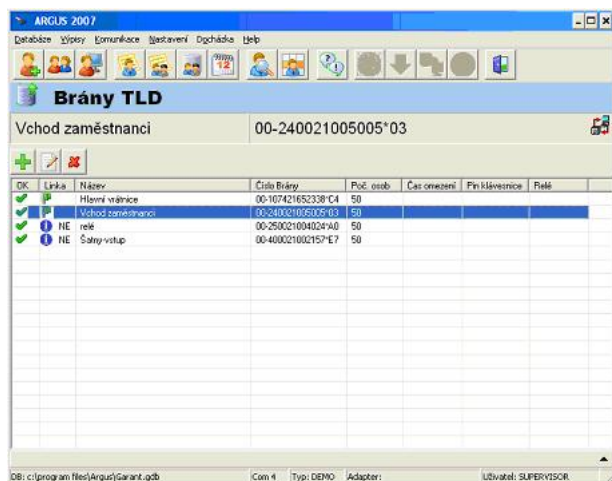 ARGUS 2007
Databáze Výpisy Komunikace Nastavení Docházka Help
12
Brány TLD
Vchod zaměstnanci 00-240021005005*03
OK Linka Název Číslo Brány Poč. osob Čas omezení Pin klávesnice Relé
Hlavní vrátnice 00-107421652338*C4 50
Vchod zaměstnanci 00-240021005005*03 50
NE relé 00-250021004024*A0 50
NE Šatny-vstup 00-400021002157*E7 50
DB: c:\program files\Argus\Garant.gdb Com 4 Typ: DEMO Adapter: Uživatel: SUPERVISOR